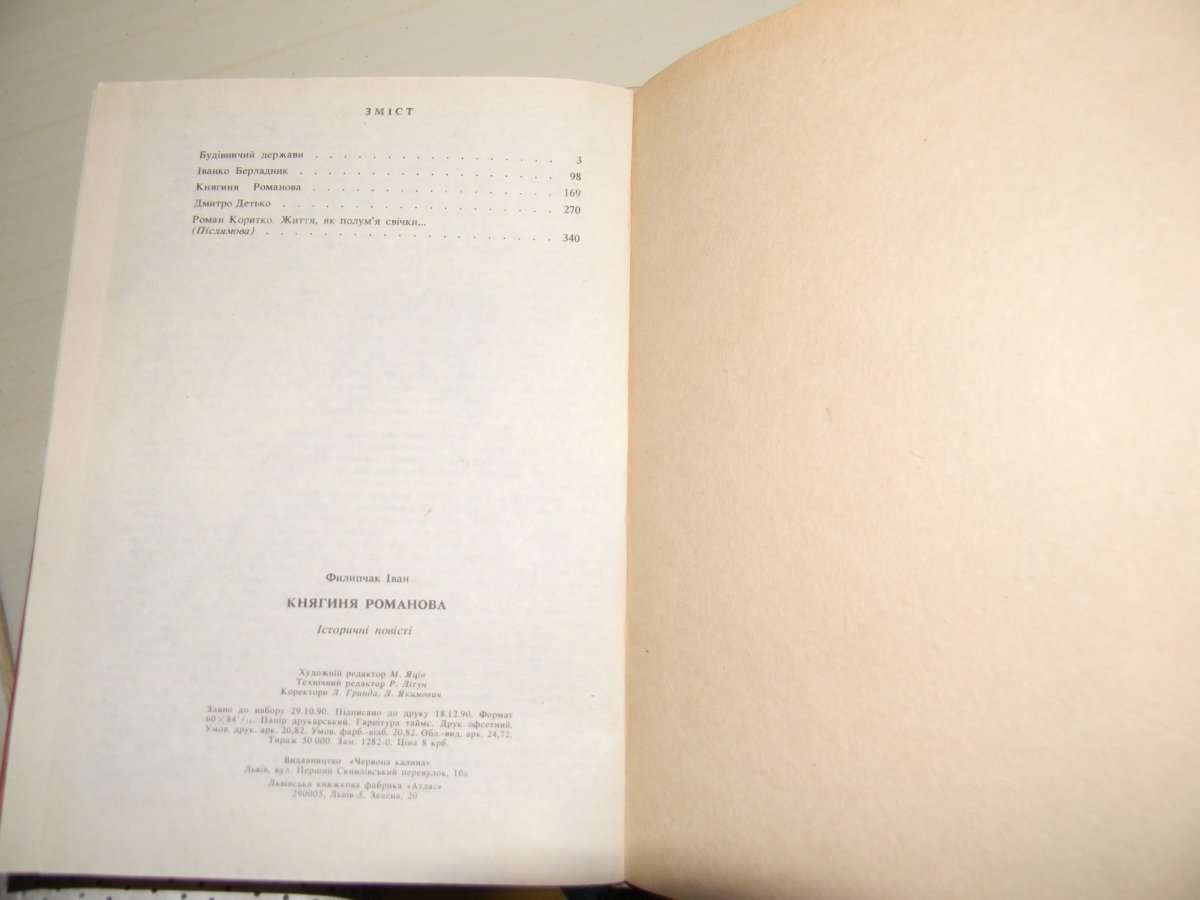 ЗМІСТ
Будівничий держави . . . . . . . . . . . . . . . . . 3
Іванко Берладник . . . . . . . . . . . . . . . . . . 98
Княгиня Романова . . . . . . . . . . . . . . . . . 169
Дмитро Детько . . . . . . . . . . . . . . . . . . . 270
Роман Коритко. Життя, як полум'я свічки...
(Післямова) . . . . . . . . . . . . . . . . . . . . 340
Филипчак Іван
КНЯГИНЯ РОМАНОВА
Історичні повісті
Художній редактор М. Яців
Технічний редактор Р. Лігун
Коректори Л. Гринда, Л. Якимович
Здано до набору 29.10.90. Підписано до друку 18.12.90. Формат
60×84 1/16. Папір друкарський. Гарнітура таймс. Друк офсетний.
Умов. друк. арк. 20,82. Умов. фарб.-відб. 20,82. Обл.-вид. арк. 24,72.
Тираж 50 000. Зам. 1282-0. Ціна 8 крб.
Видавництво «Червона калина»
Львів, вул. Перший Скнилівський перевулок, 10а
Львівська книжкова фабрика «Атлас»
290005, Львів-5, Зелена, 20